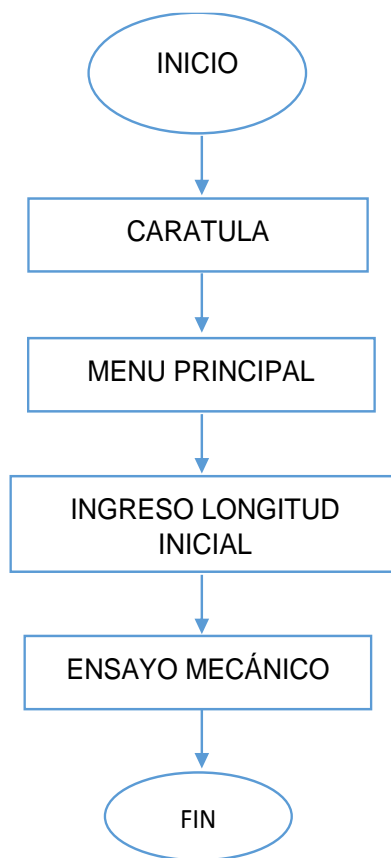 INICIO
CARATULA
MENU PRINCIPAL
INGRESO LONGITUD
INICIAL
ENSAYO MECÁNICO
FIN